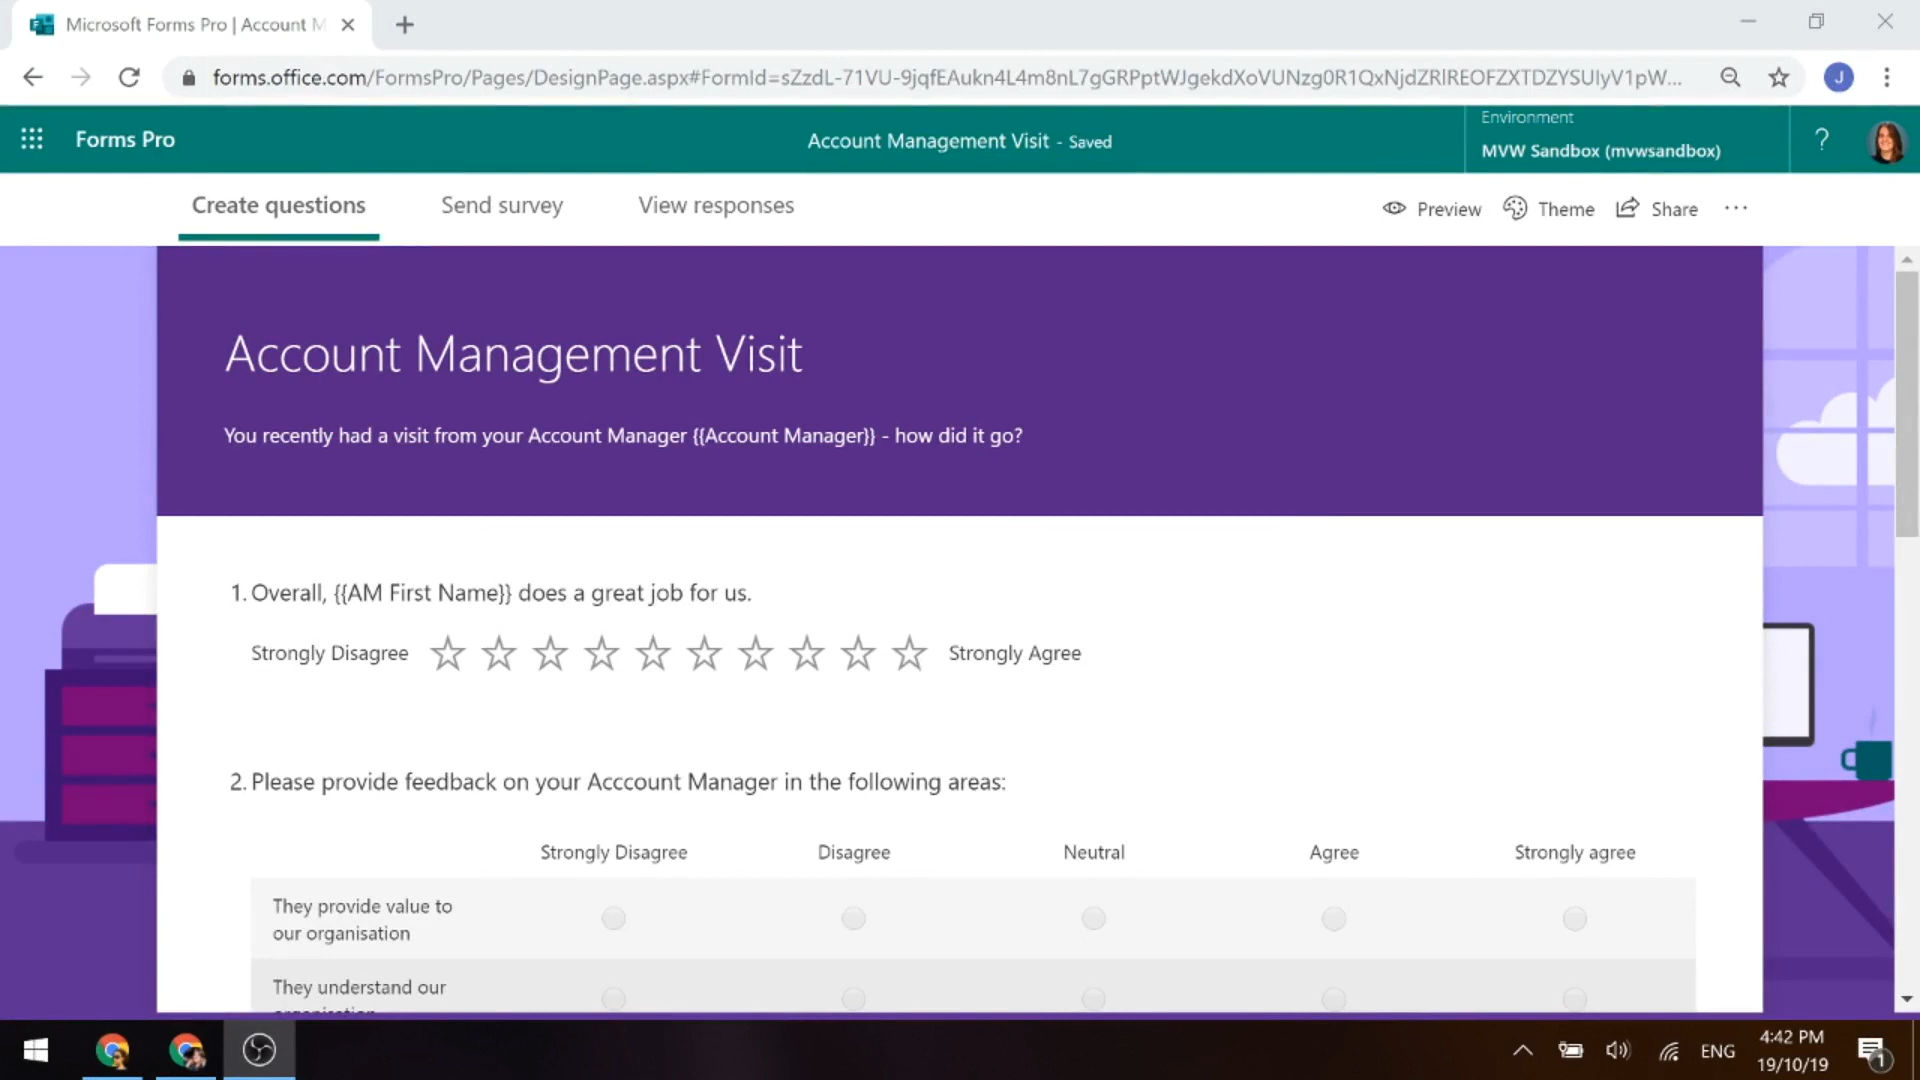 Microsoft Forms Pro | Account M
forms.office.com/FormsPro/Pages/DesignPage.aspx#FormId=sZzdL-71VU-9jqfEAukn4L4m8nL7gGRPptWJgekdXoVUNzg0R1QxNjdZRlREOFZXTDZYSUIyV1pW...
J
Forms Pro
Account Management Visit - Saved
Environment
MVW Sandbox (mvwsandbox)
?
Create questions
Send survey
View responses
Preview
Theme
Share
Account Management Visit
You recently had a visit from your Account Manager {{Account Manager}} - how did it go?
1. Overall, {{AM First Name}} does a great job for us.
Strongly Disagree
Strongly Agree
2. Please provide feedback on your Acccount Manager in the following areas:
Strongly Disagree
Disagree
Neutral
Agree
Strongly agree
They provide value to
our organisation
They understand our
ENG
4:42 PM
19/10/19
1